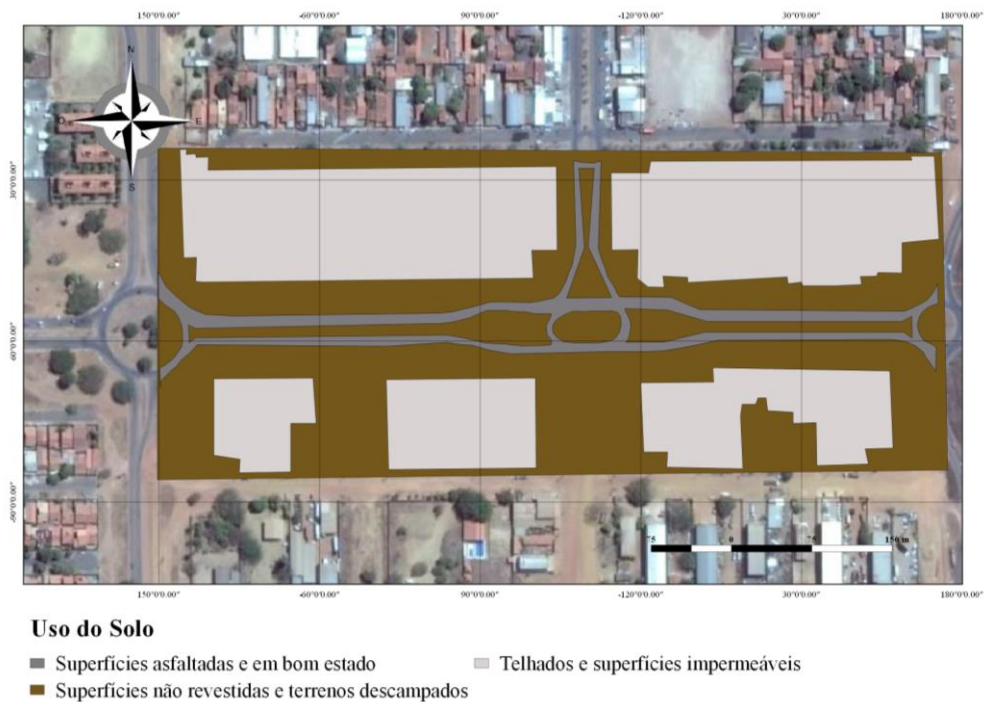 150°0'0.00" -60°0'0.00" 90°0'0.00" -120°0'0.00" 30°0'0.00" 180°0'0.00"
N
O E
S
30°0'0.00"
-60°0'0.00"
-90°0'0.00"
75 0 75 150 m
150°0'0.00" -60°0'0.00" 90°0'0.00" -120°0'0.00" 30°0'0.00" 180°0'0.00"
Uso do Solo
Superfícies asfaltadas e em bom estado
Telhados e superfícies impermeáveis
Superfícies não revestidas e terrenos descampados